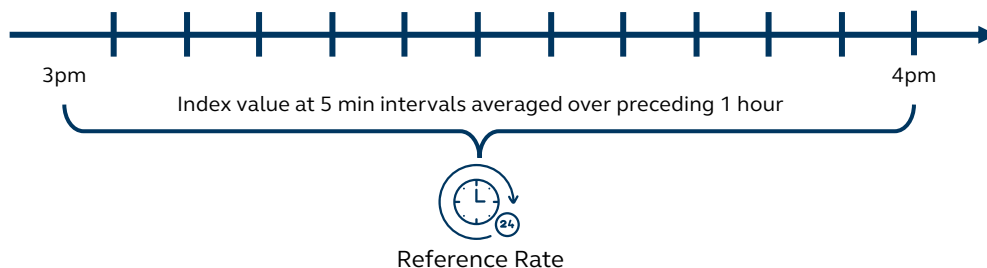 3pm
4pm
Index value at 5 min intervals averaged over preceding 1 hour
24
Reference Rate